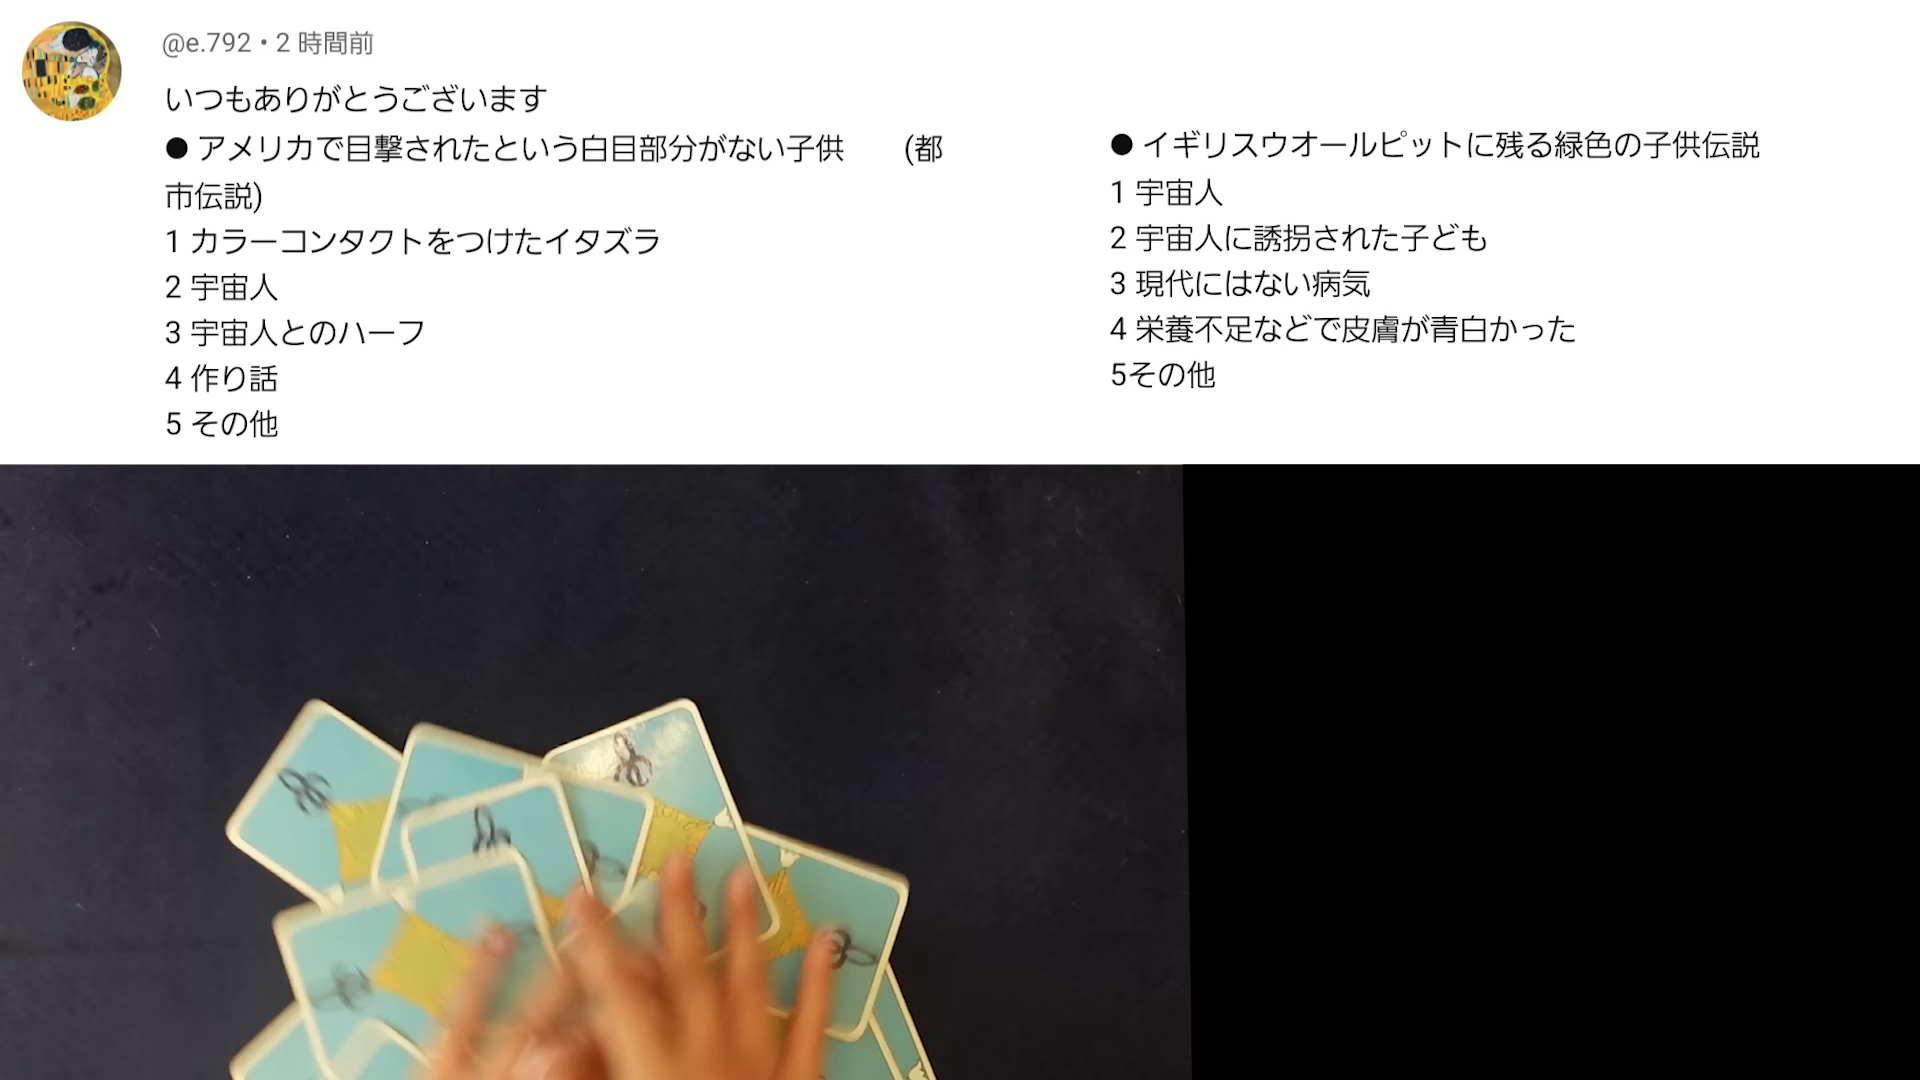 @e.792・2 時間前
いつもありがとうございます
● アメリカで目撃されたという白目部分がない子供　　(都
市伝説)
1 カラーコンタクトをつけたイタズラ
2 宇宙人
3 宇宙人とのハーフ
4 作り話
5 その他
● イギリスウオールピットに残る緑色の子供伝説
1 宇宙人
2 宇宙人に誘拐された子ども
3 現代にはない病気
4 栄養不足などで皮膚が青白かった
5その他